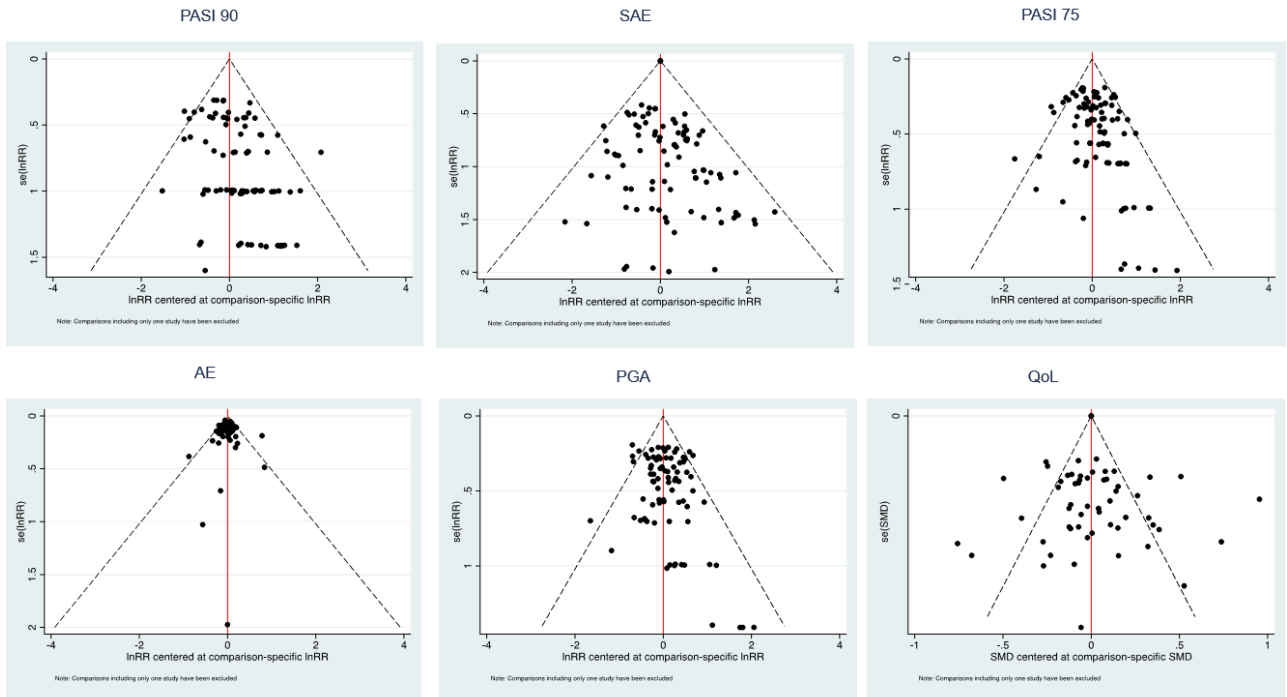 PASI 90
SAE
PASI 75
0
.5
1
1.5
se(lnRR)
-4
-2
0
2
4
lnRR centered at comparison-specific lnRR
Note: Comparisons including only one study have been excluded
0
.5
1
1.5
2
se(lnRR)
-4
-2
0
2
4
lnRR centered at comparison-specific lnRR
Note: Comparisons including only one study have been excluded
0
.5
1
1.5
se(lnRR)
-4
-2
0
2
4
lnRR centered at comparison-specific lnRR
Note: Comparisons including only one study have been excluded
AE
PGA
QoL
0
.5
1
1.5
2
se(lnRR)
-4
-2
0
2
4
lnRR centered at comparison-specific lnRR
Note: Comparisons including only one study have been excluded
0
.5
1
se(lnRR)
-4
-2
0
2
4
lnRR centered at comparison-specific lnRR
Note: Comparisons including only one study have been excluded
0
se(SMD)
-1
-.5
0
.5
1
SMD centered at comparison-specific SMD
Note: Comparisons including only one study have been excluded